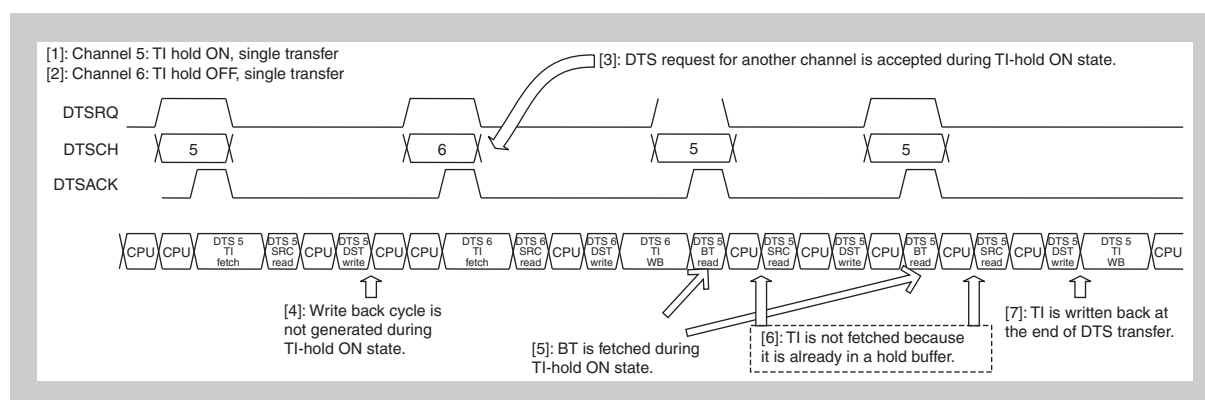 [1]: Channel 5: TI hold ON, single transfer
[2]: Channel 6: TI hold OFF, single transfer
[3]: DTS request for another channel is accepted during TI-hold ON state.
DTSRQ
DTSCH 5 6 5 5
DTSACK
CPU CPU DTS 5 TI fetch DTS 5 SRC read CPU DTS 5 DST write CPU CPU DTS 6 TI fetch DTS 6 SRC read CPU DTS 6 DST write DTS 6 TI WB DTS 5 BT read CPU DTS 5 SRC read CPU DTS 5 DST write CPU DTS 5 BT read CPU DTS 5 SRC read CPU DTS 5 DST write DTS 5 TI WB CPU
[4]: Write back cycle is
not generated during
TI-hold ON state.
[5]: BT is fetched during
TI-hold ON state.
[6]: TI is not fetched because
it is already in a hold buffer.
[7]: TI is written back at
the end of DTS transfer.